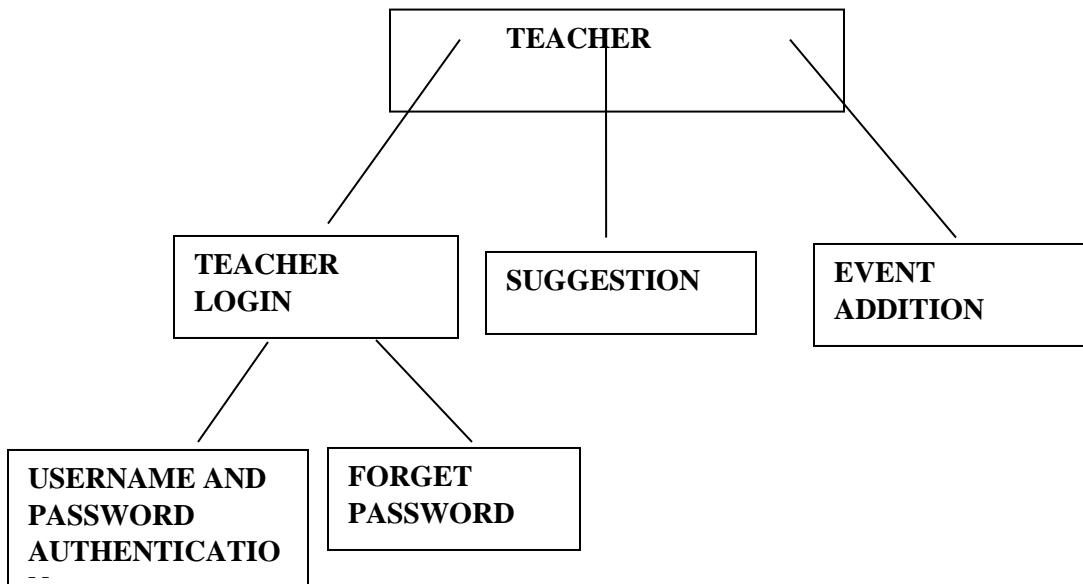 TEACHER
TEACHER
LOGIN
SUGGESTION
EVENT
ADDITION
USERNAME AND
PASSWORD
AUTHENTICATIO
FORGET
PASSWORD